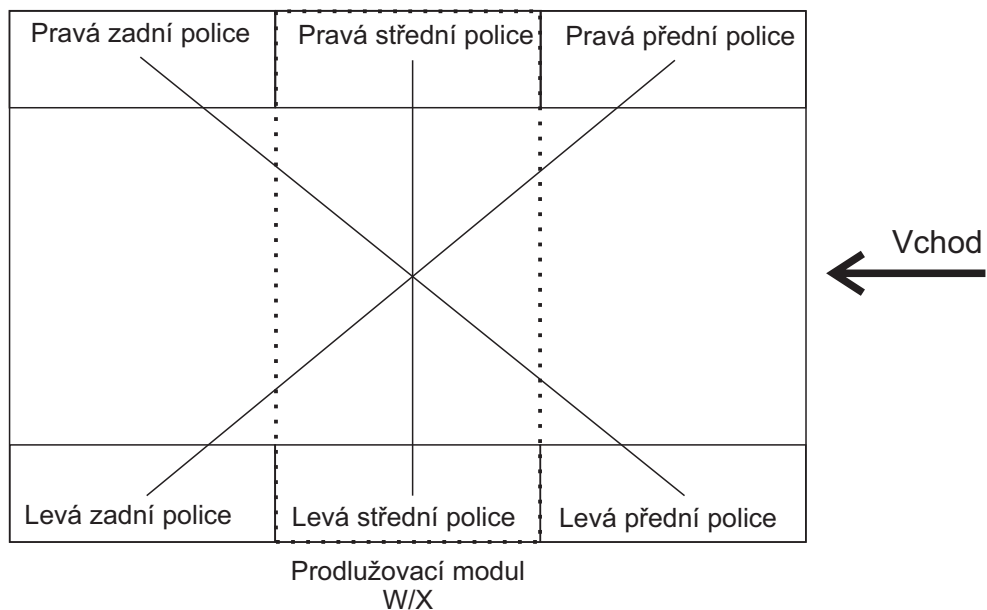 Pravá zadní police
Pravá střední police
Pravá přední police
Vchod
Levá zadní police
Levá střední police
Levá přední police
Prodlužovací modul
W/X